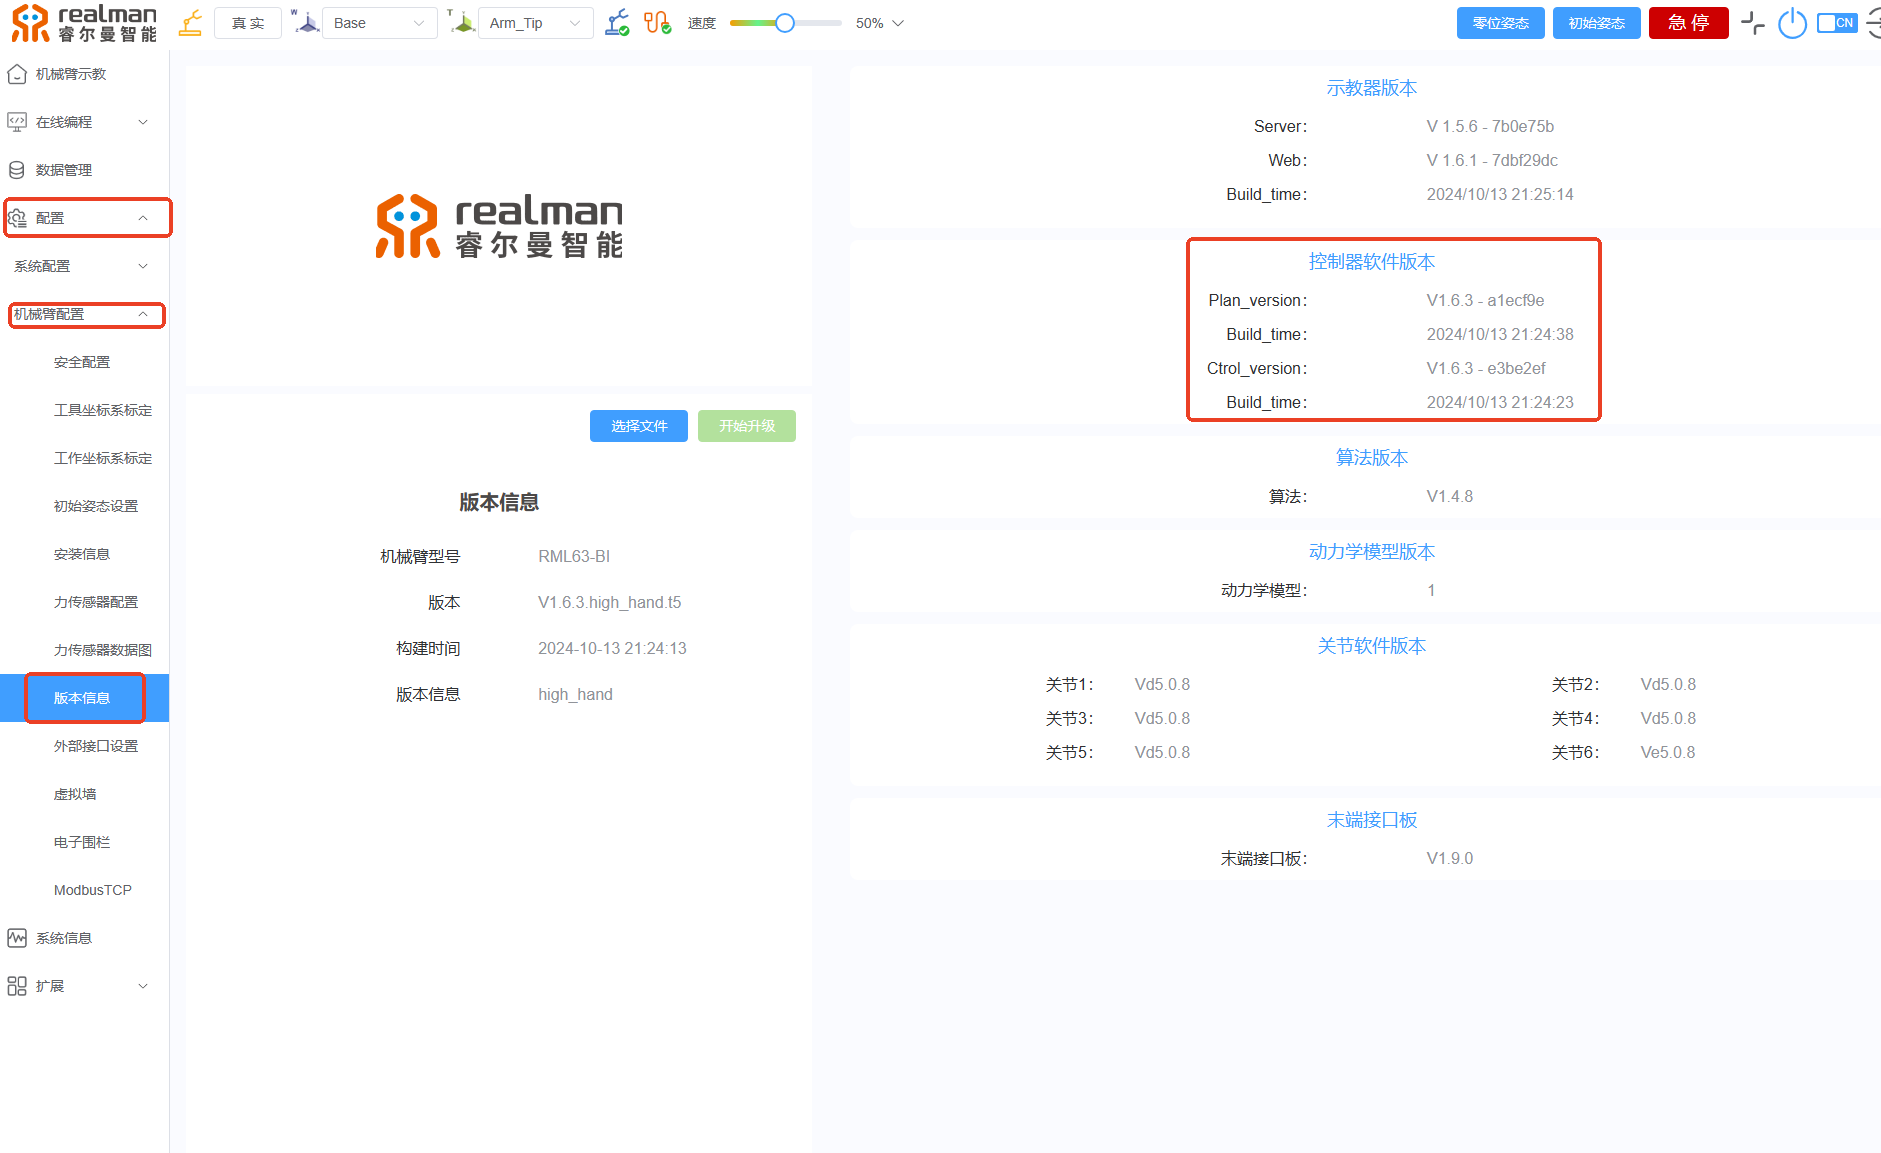 realman
睿尔曼智能
真 实
W
Base
T
Arm_Tip
速度
50%
零位姿态
初始姿态
急 停
CN
机械臂示教
在线编程
数据管理
配置
系统配置
机械臂配置
安全配置
工具坐标系标定
工作坐标系标定
初始姿态设置
安装信息
力传感器配置
力传感器数据图
版本信息
外部接口设置
虚拟墙
电子围栏
ModbusTCP
系统信息
扩展
realman
睿尔曼智能
选择文件
开始升级
版本信息
机械臂型号 RML63-BI
版本 V1.6.3.high_hand.t5
构建时间 2024-10-13 21:24:13
版本信息 high_hand
示教器版本
Server: V 1.5.6 - 7b0e75b
Web: V 1.6.1 - 7dbf29dc
Build_time: 2024/10/13 21:25:14
控制器软件版本
Plan_version: V1.6.3 - a1ecf9e
Build_time: 2024/10/13 21:24:38
Ctrol_version: V1.6.3 - e3be2ef
Build_time: 2024/10/13 21:24:23
算法版本
算法: V1.4.8
动力学模型版本
动力学模型: 1
关节软件版本
关节1: Vd5.0.8 关节2: Vd5.0.8
关节3: Vd5.0.8 关节4: Vd5.0.8
关节5: Vd5.0.8 关节6: Ve5.0.8
末端接口板
末端接口板: V1.9.0